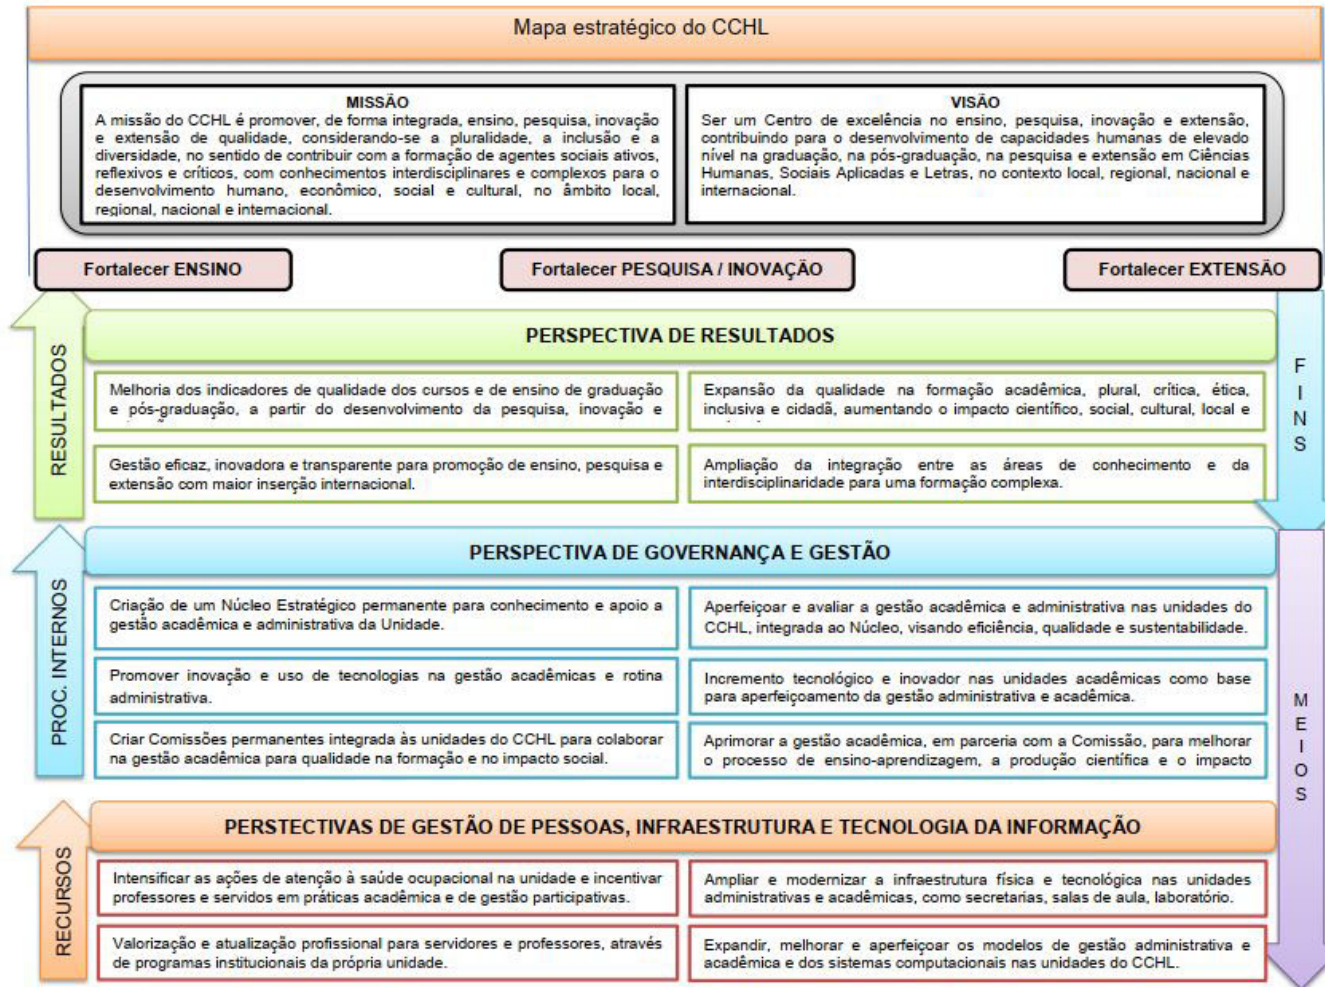 Mapa estratégico do CCHL
MISSÃO
A missão do CCHL é promover, de forma integrada, ensino, pesquisa, inovação
e extensão de qualidade, considerando-se a pluralidade, a inclusão e a
diversidade, no sentido de contribuir com a formação de agentes sociais ativos,
reflexivos e críticos, com conhecimentos interdisciplinares e complexos para o
desenvolvimento humano, econômico, social e cultural, no âmbito local,
regional, nacional e internacional.
VISÃO
Ser um Centro de excelência no ensino, pesquisa, inovação e extensão,
contribuindo para o desenvolvimento de capacidades humanas de elevado
nível na graduação, na pós-graduação, na pesquisa e extensão em Ciências
Humanas, Sociais Aplicadas e Letras, no contexto local, regional, nacional e
internacional.
Fortalecer ENSINO
Fortalecer PESQUISA / INOVAÇÃO
Fortalecer EXTENSÃO
RESULTADOS
PERSPECTIVA DE RESULTADOS
Melhoria dos indicadores de qualidade dos cursos e de ensino de graduação
e pós-graduação, a partir do desenvolvimento da pesquisa, inovação e
Expansão da qualidade na formação acadêmica, plural, crítica, ética,
inclusiva e cidadã, aumentando o impacto científico, social, cultural, local e
Gestão eficaz, inovadora e transparente para promoção de ensino, pesquisa e
extensão com maior inserção internacional.
Ampliação da integração entre as áreas de conhecimento e da
interdisciplinaridade para uma formação complexa.
FINS
PROC. INTERNOS
PERSPECTIVA DE GOVERNANÇA E GESTÃO
Criação de um Núcleo Estratégico permanente para conhecimento e apoio a
gestão acadêmica e administrativa da Unidade.
Aperfeiçoar e avaliar a gestão acadêmica e administrativa nas unidades do
CCHL, integrada ao Núcleo, visando eficiência, qualidade e sustentabilidade.
Promover inovação e uso de tecnologias na gestão acadêmicas e rotina
administrativa.
Incremento tecnológico e inovador nas unidades acadêmicas como base
para aperfeiçoamento da gestão administrativa e acadêmica.
Criar Comissões permanentes integrada às unidades do CCHL para colaborar
na gestão acadêmica para qualidade na formação e no impacto social.
Aprimorar a gestão acadêmica, em parceria com a Comissão, para melhorar
o processo de ensino-aprendizagem, a produção científica e o impacto
MEIOS
RECURSOS
PERSTECTIVAS DE GESTÃO DE PESSOAS, INFRAESTRUTURA E TECNOLOGIA DA INFORMAÇÃO
Intensificar as ações de atenção à saúde ocupacional na unidade e incentivar
professores e servidos em práticas acadêmica e de gestão participativas.
Ampliar e modernizar a infraestrutura física e tecnológica nas unidades
administrativas e acadêmicas, como secretarias, salas de aula, laboratório.
Valorização e atualização profissional para servidores e professores, através
de programas institucionais da própria unidade.
Expandir, melhorar e aperfeiçoar os modelos de gestão administrativa e
acadêmica e dos sistemas computacionais nas unidades do CCHL.